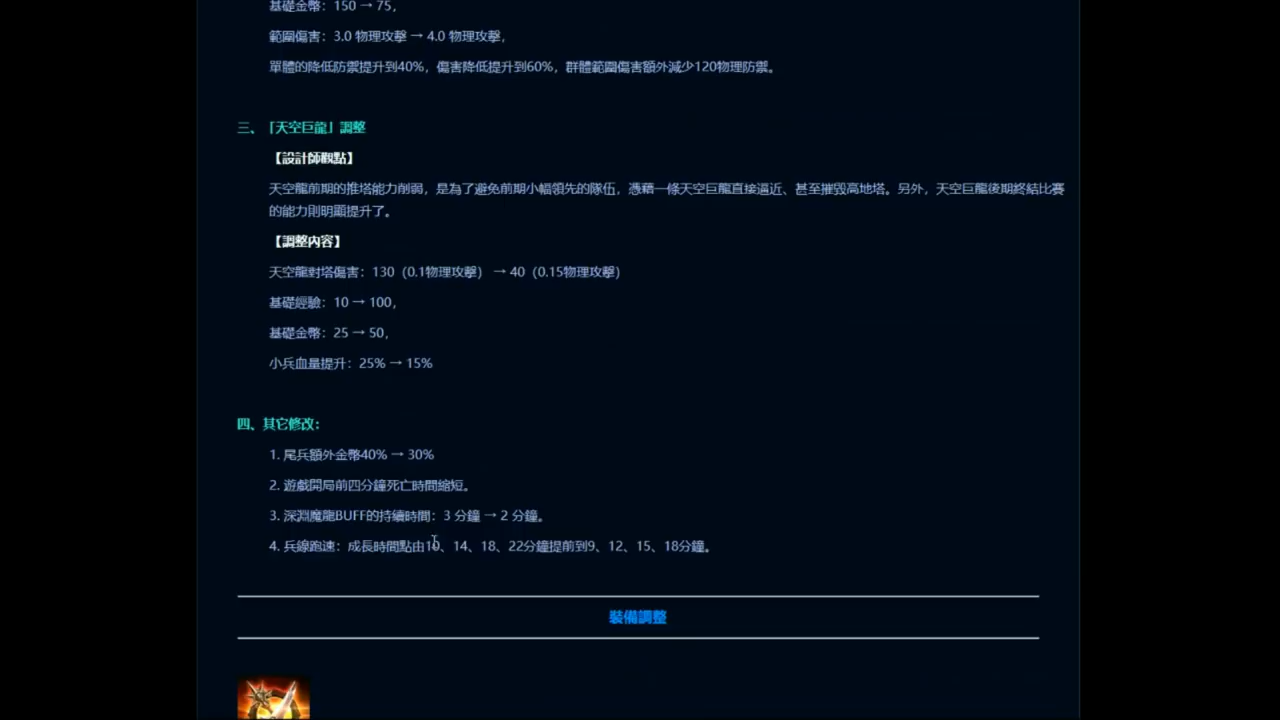 基礎金幣：150 → 75，
範圍傷害：3.0 物理攻擊 → 4.0 物理攻擊，
單體的降低防禦提升到40%，傷害降低提升到60%，群體範圍傷害額外減少120物理防禦。
三、「天空巨龍」調整
【設計師觀點】
天空龍前期的推塔能力削弱，是為了避免前期小幅領先的隊伍，憑藉一條天空巨龍直接逼近、甚至摧毀高地塔。另外，天空巨龍後期終結比賽
的能力則明顯提升了。
【調整內容】
天空龍對塔傷害：130（0.1物理攻擊） → 40（0.15物理攻擊）
基礎經驗：10 → 100，
基礎金幣：25 → 50，
小兵血量提升：25% → 15%
四、其它修改：
1. 尾兵額外金幣40% → 30%
2. 遊戲開局前四分鐘死亡時間縮短。
3. 深淵魔龍BUFF的持續時間：3 分鐘 → 2 分鐘。
4. 兵線跑速：成長時間點由10、14、18、22分鐘提前到9、12、15、18分鐘。
裝備調整